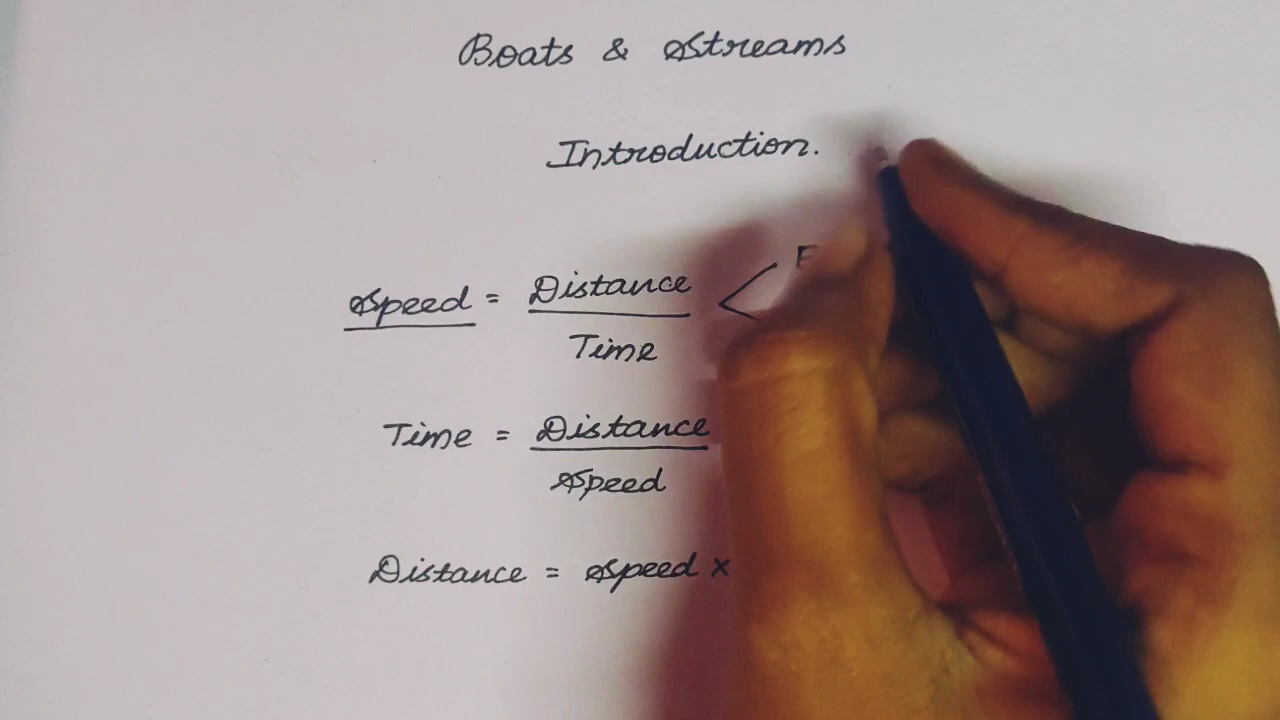 Boats & Streams
Introduction.
Speed = Distance
Time
Time = Distance
Speed
Distance = Speed ×